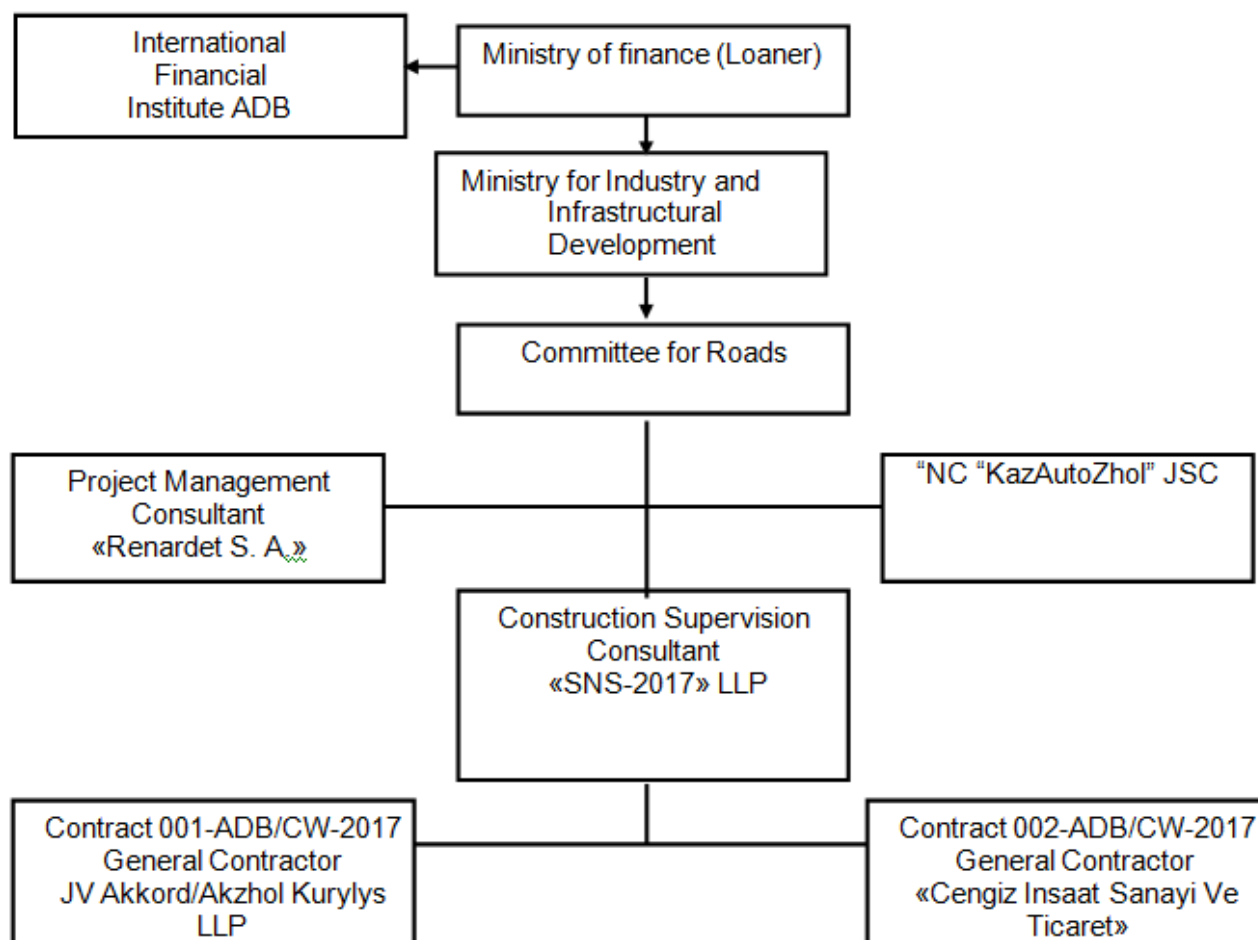 International
Financial
Institute ADB
Ministry of finance (Loaner)
Ministry for Industry and
Infrastructural
Development
Committee for Roads
Project Management
Consultant
«Renardet S. A.»
“NC “KazAutoZhol” JSC
Construction Supervision
Consultant
«SNS-2017» LLP
Contract 001-ADB/CW-2017
General Contractor
JV Akkord/Akzhol Kurylys
LLP
Contract 002-ADB/CW-2017
General Contractor
«Cengiz Insaat Sanayi Ve
Ticaret»